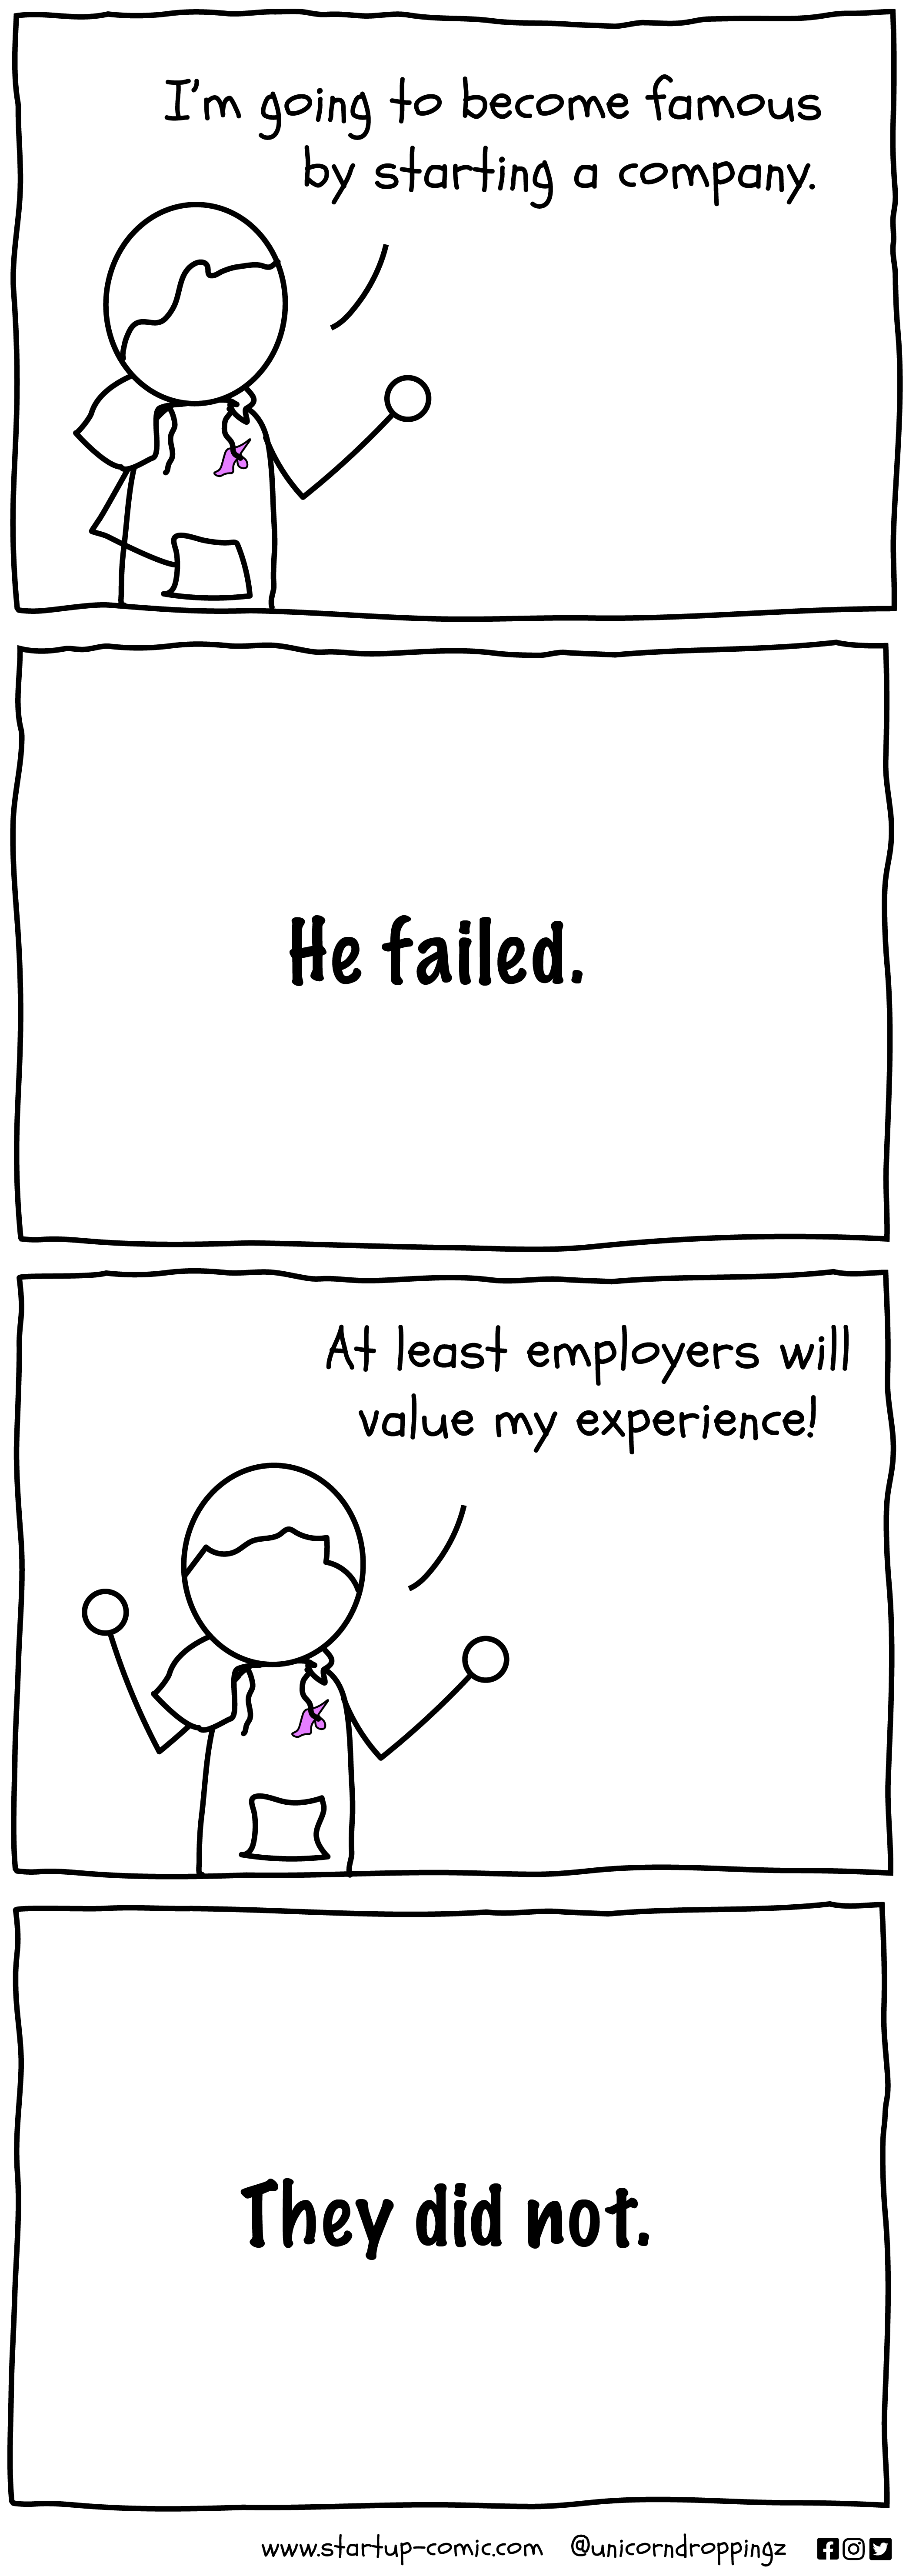 I'm going to become famous
by starting a company.
He failed.
At least employers will
value my experience!
They did not.
www.startup-comic.com @unicorndroppingz